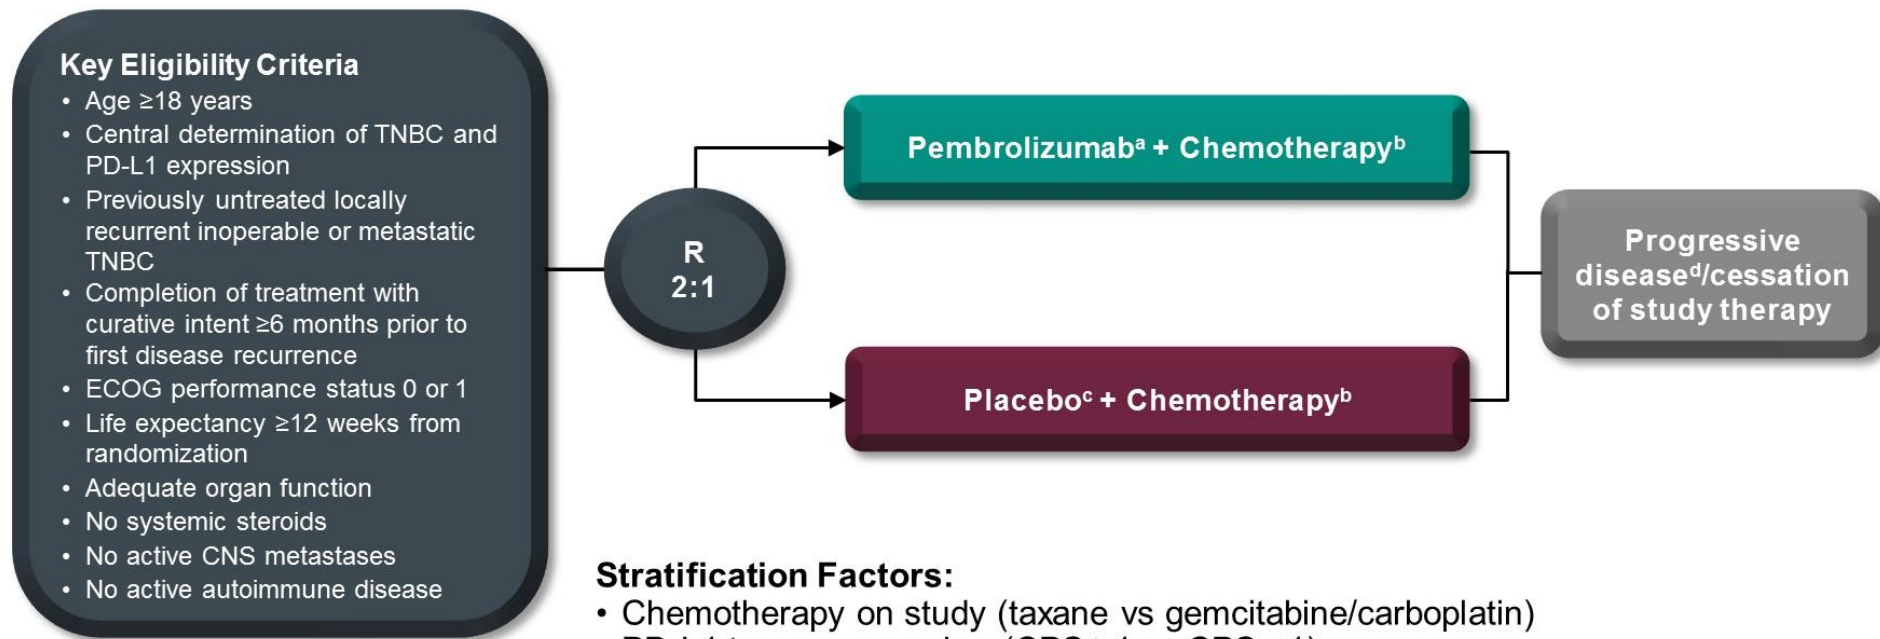 Key Eligibility Criteria
• Age ≥18 years
• Central determination of TNBC and
PD-L1 expression
• Previously untreated locally
recurrent inoperable or metastatic
TNBC
• Completion of treatment with
curative intent ≥6 months prior to
first disease recurrence
• ECOG performance status 0 or 1
• Life expectancy ≥12 weeks from
randomization
• Adequate organ function
• No systemic steroids
• No active CNS metastases
• No active autoimmune disease
R
2:1
Pembrolizumabᵃ + Chemotherapyᵇ
Placeboᶜ + Chemotherapyᵇ
Progressive
diseaseᵈ/cessation
of study therapy
Stratification Factors:
• Chemotherapy on study (taxane vs gemcitabine/carboplatin)